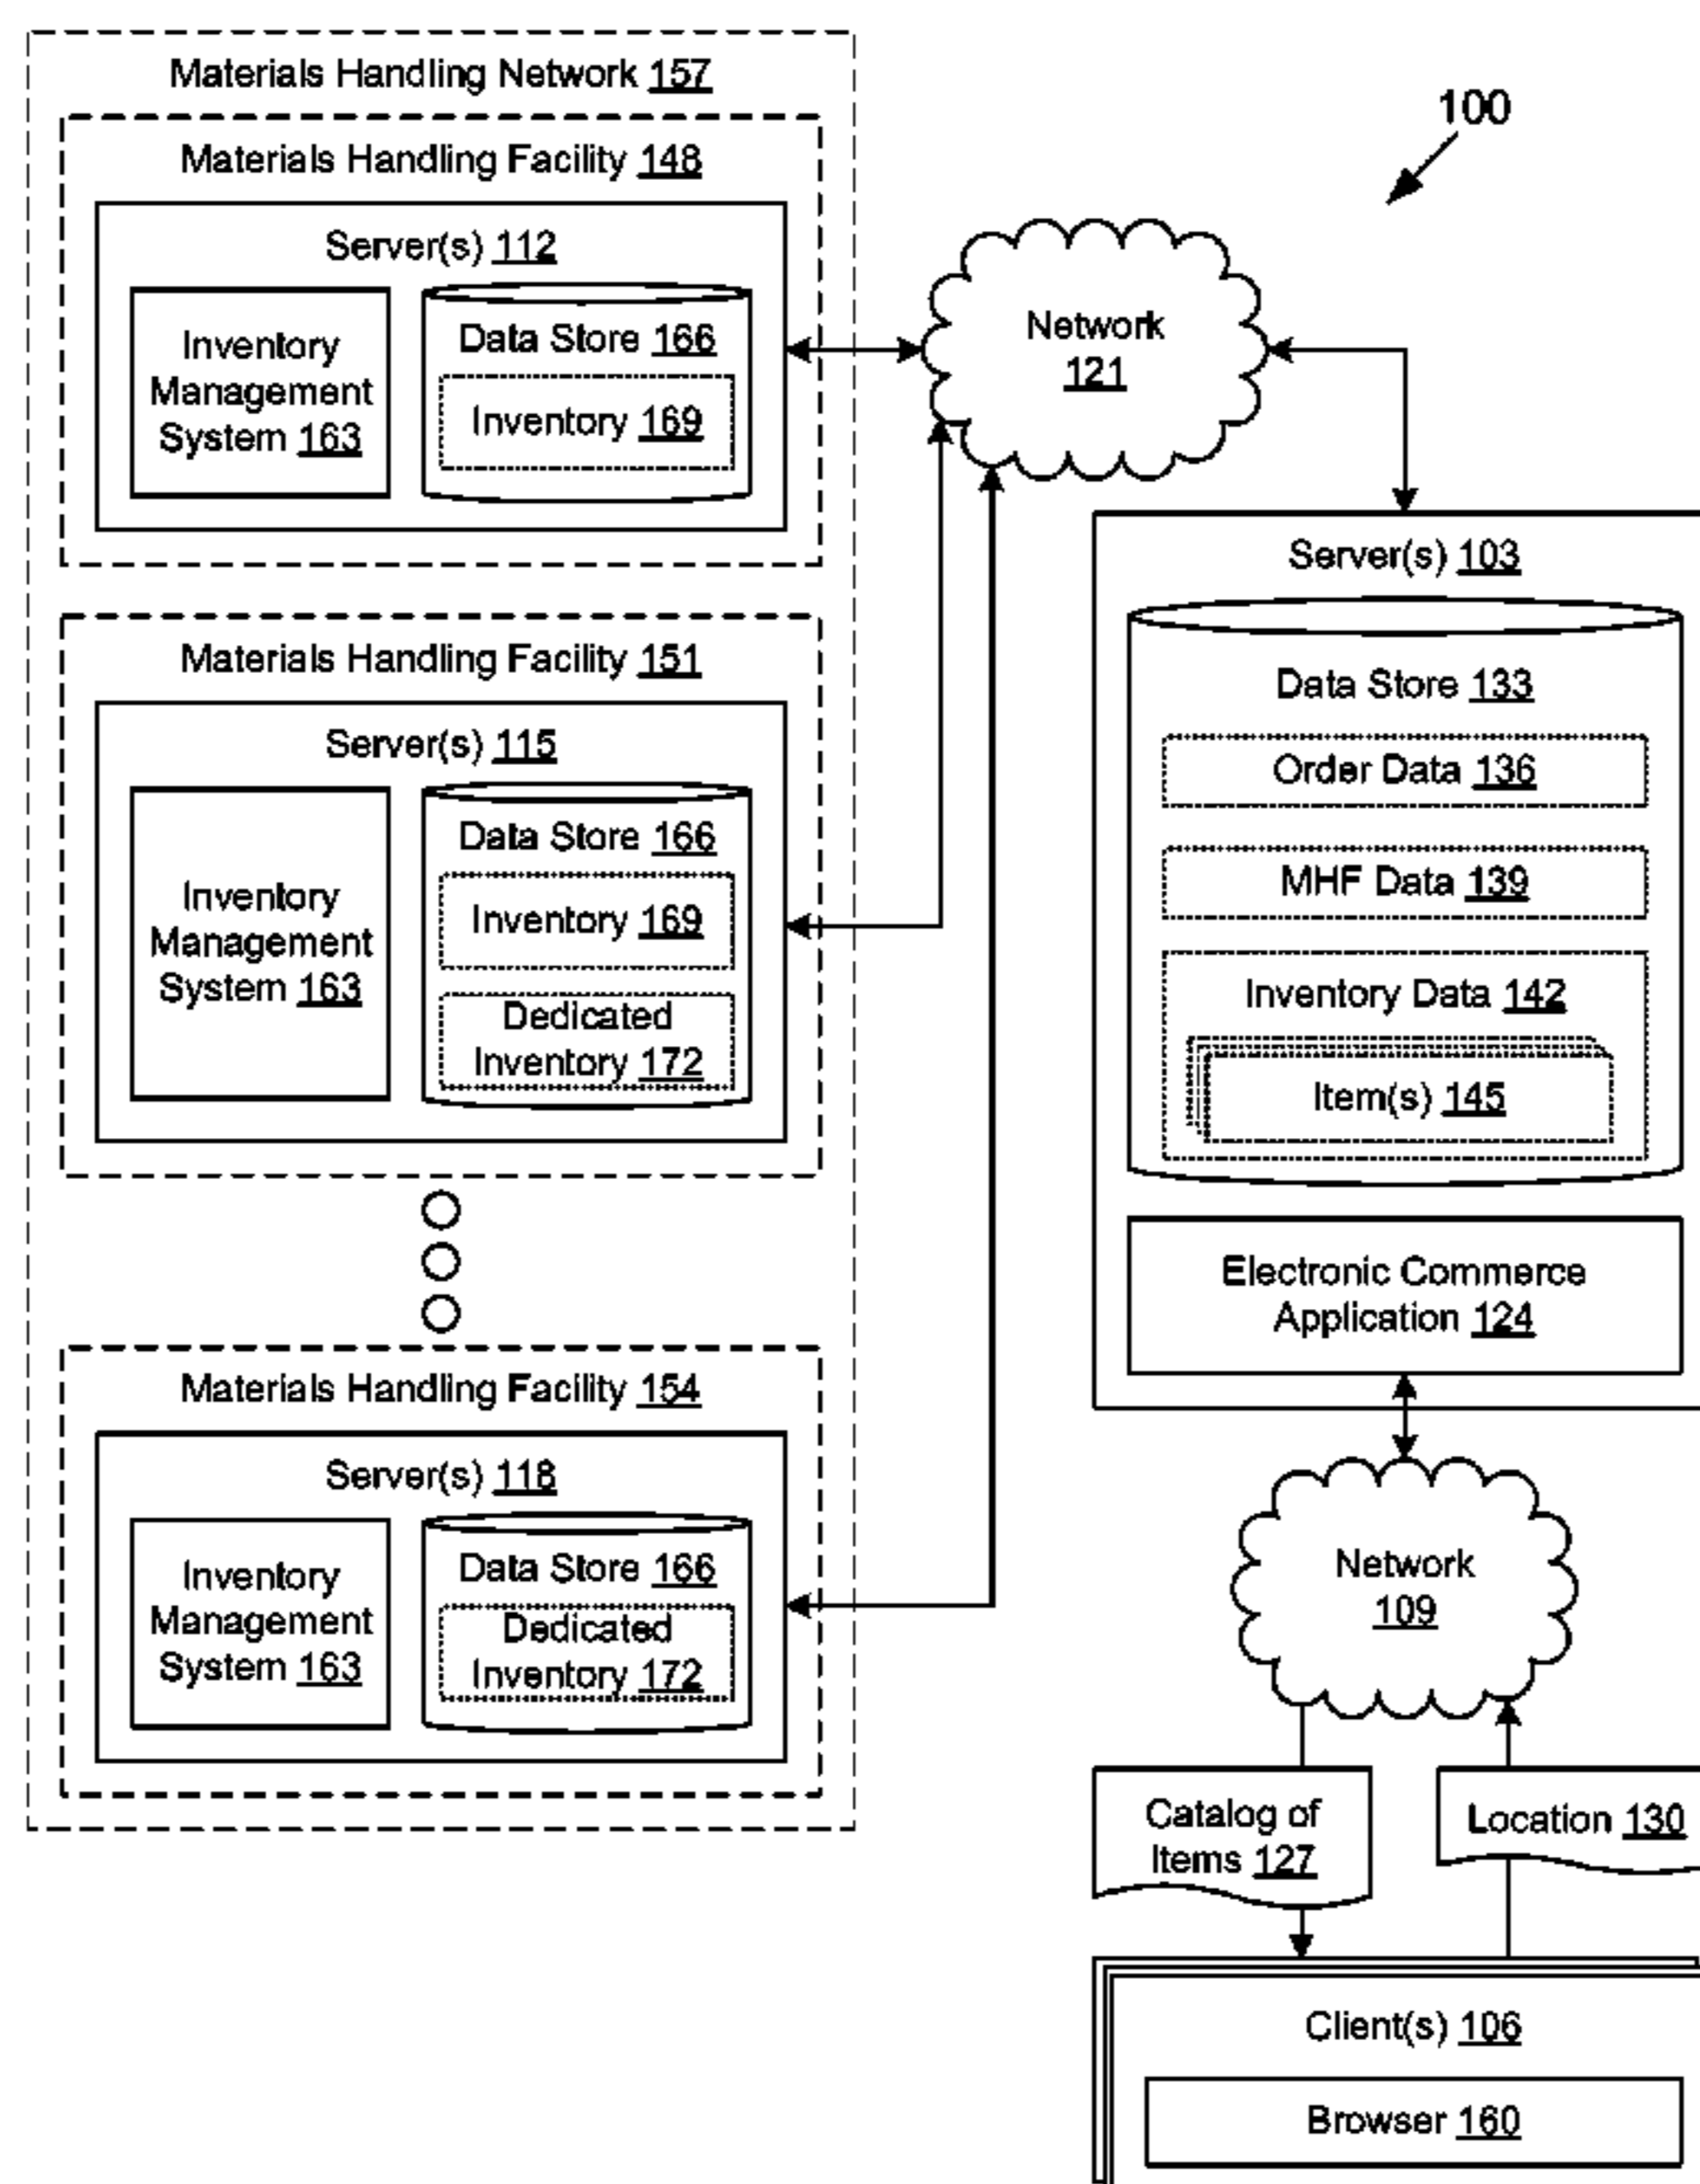 Materials Handling Network 157
Materials Handling Facility 148
Server(s) 112
Inventory
Management
System 163
Data Store 166
Inventory 169
Materials Handling Facility 151
Server(s) 115
Inventory
Management
System 163
Data Store 166
Inventory 169
Dedicated
Inventory 172
Materials Handling Facility 154
Server(s) 118
Inventory
Management
System 163
Data Store 166
Dedicated
Inventory 172
100
Network
121
Server(s) 103
Data Store 133
Order Data 136
MHF Data 139
Inventory Data 142
Item(s) 145
Electronic Commerce
Application 124
Network
109
Catalog of
Items 127
Location 130
Client(s) 106
Browser 160